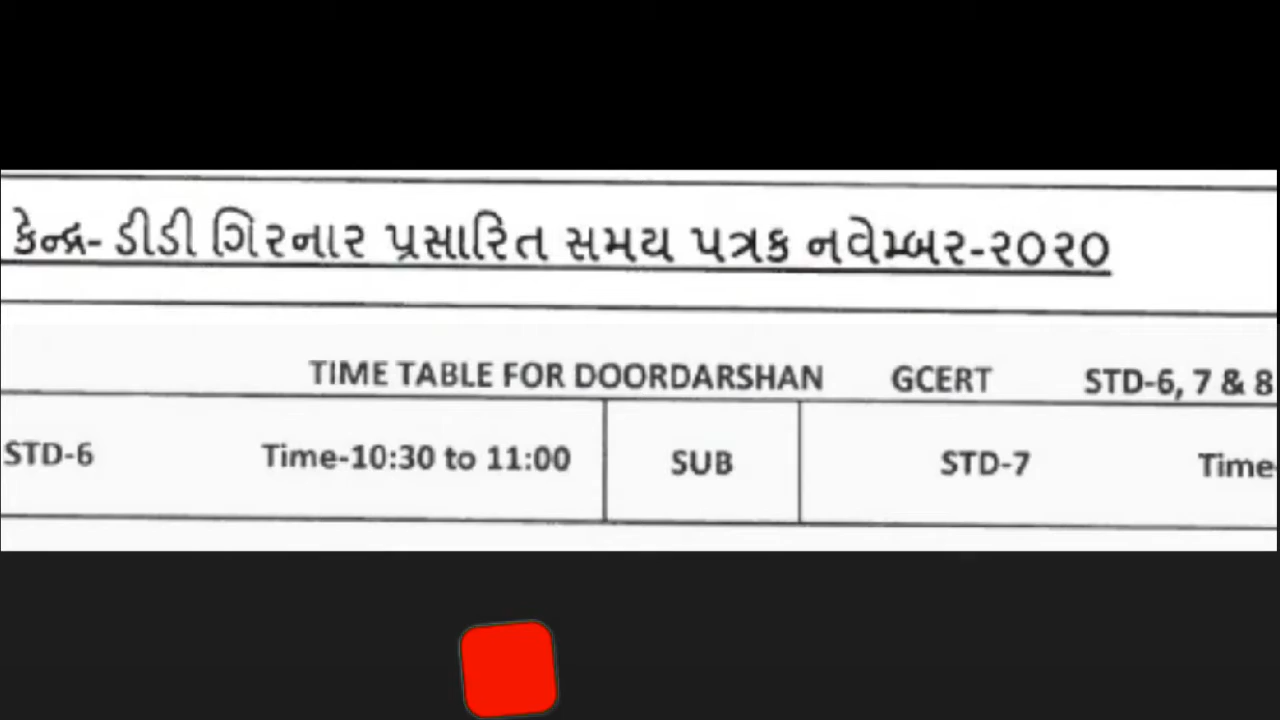 કેન્દ્ર- ડીડી ગિરનાર પ્રસારિત સમય પત્રક નવેમ્બર-૨૦૨૦
TIME TABLE FOR DOORDARSHAN GCERT STD-6, 7 & 8
STD-6 Time-10:30 to 11:00 SUB STD-7 Time-